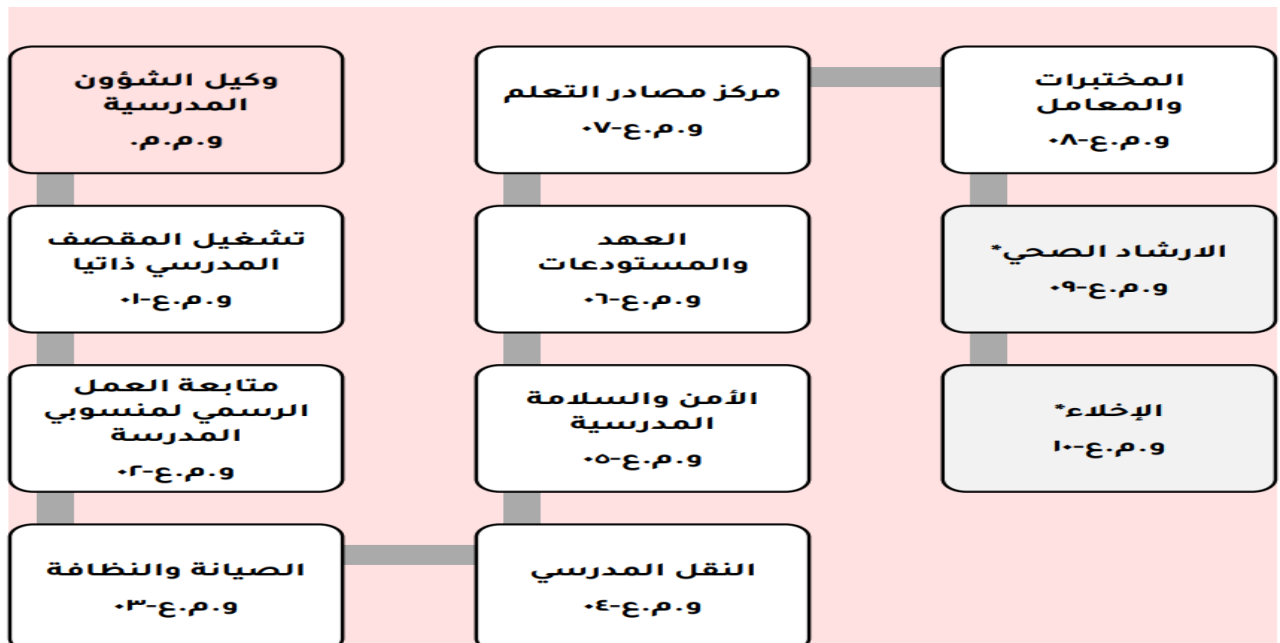 وكيل الشؤون
المدرسية
و.م.م.
تشغيل المقصف
المدرسي ذاتيا
و.م.ع-٠١
متابعة العمل
الرسمي لمنسوبي
المدرسة
و.م.ع-٠٢
الصيانة والنظافة
و.م.ع-٠٣
النقل المدرسي
و.م.ع-٠٤
الأمن والسلامة
المدرسية
و.م.ع-٠٥
العهد
والمستودعات
و.م.ع-٠٦
مركز مصادر التعلم
و.م.ع-٠٧
المختبرات
والمعامل
و.م.ع-٠٨
الارشاد الصحي*
و.م.ع-٠٩
الإخلاء*
و.م.ع-١٠